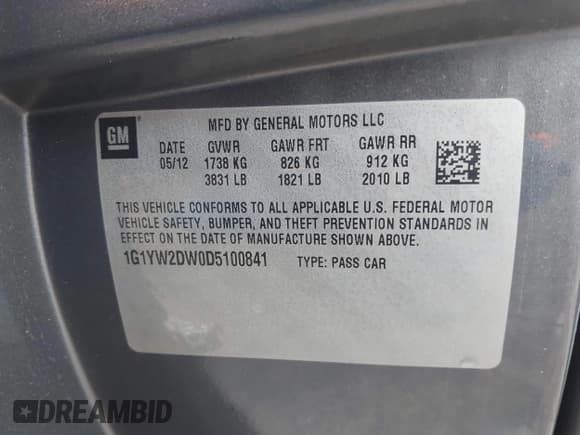 GM
MFD BY GENERAL MOTORS LLC
DATE GVWR GAWR FRT GAWR RR
05/12 1738 KG 826 KG 912 KG
3831 LB 1821 LB 2010 LB
THIS VEHICLE CONFORMS TO ALL APPLICABLE U.S. FEDERAL MOTOR
VEHICLE SAFETY, BUMPER, AND THEFT PREVENTION STANDARDS
IN EFFECT ON THE DATE OF MANUFACTURE SHOWN ABOVE.
1G1YW2DW0D5100841 TYPE: PASS CAR
DREAMBID